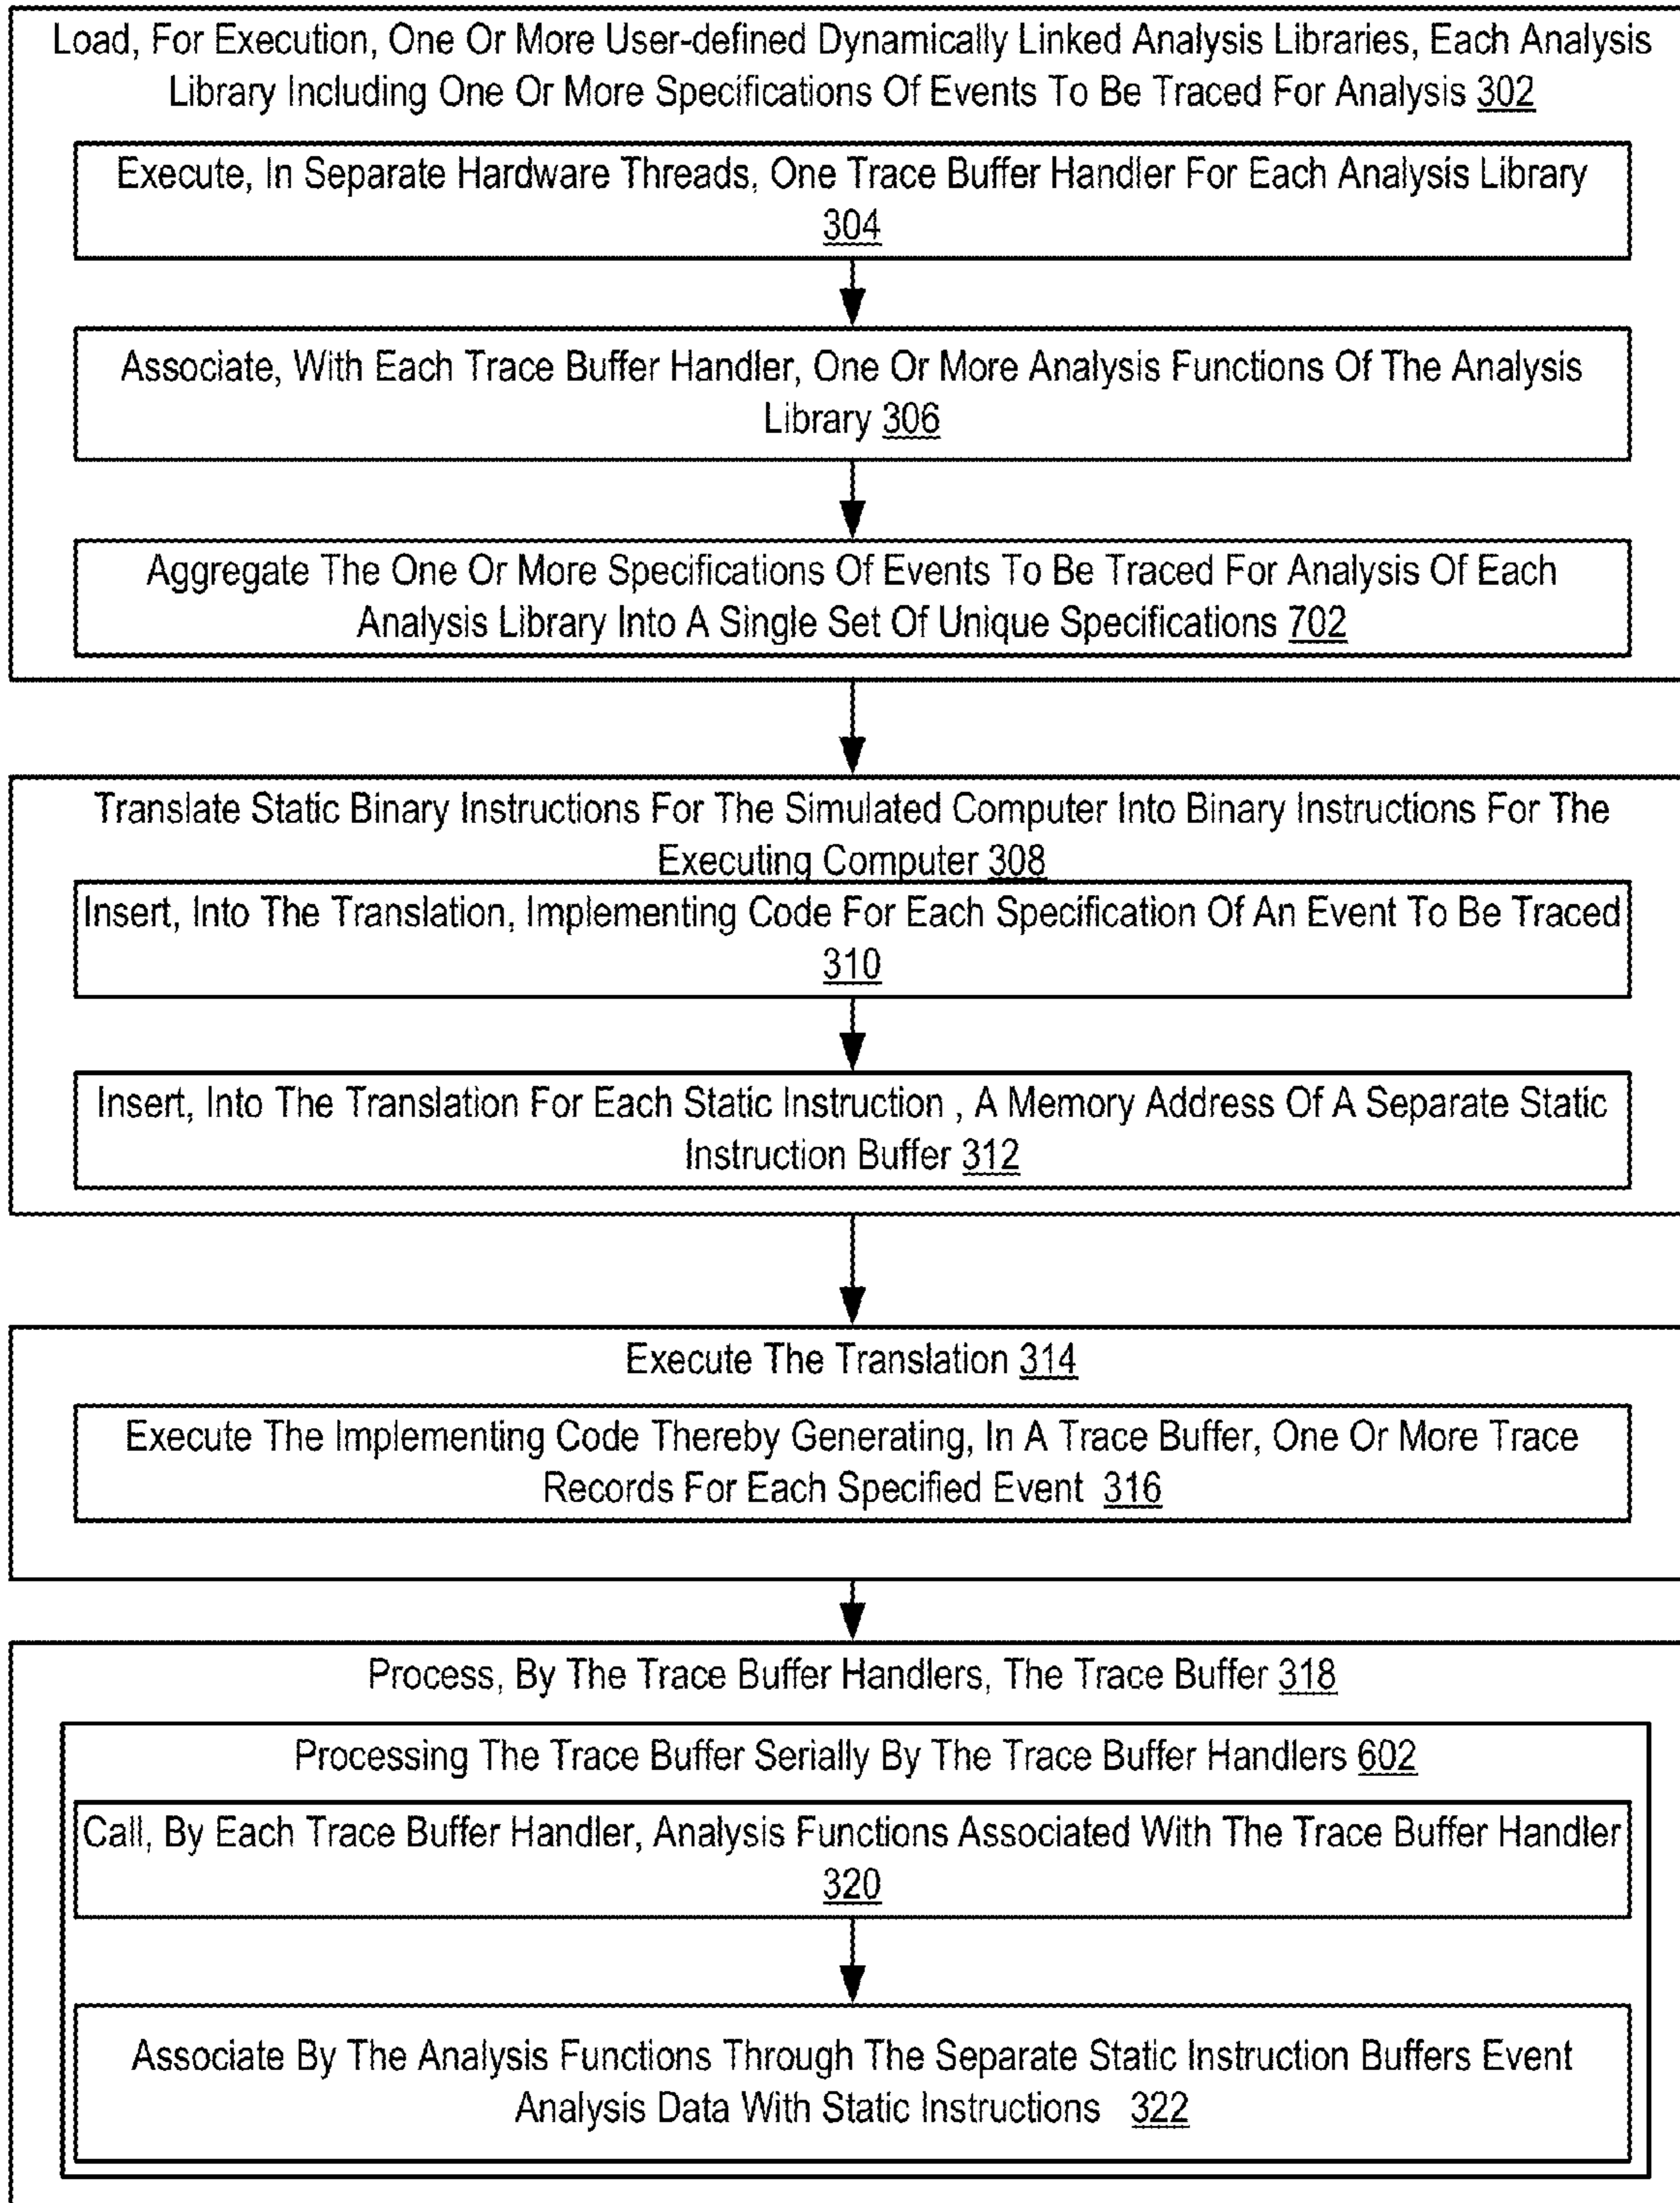 Load, For Execution, One Or More User-defined Dynamically Linked Analysis Libraries, Each Analysis
Library Including One Or More Specifications Of Events To Be Traced For Analysis 302
Execute, In Separate Hardware Threads, One Trace Buffer Handler For Each Analysis Library
304
Associate, With Each Trace Buffer Handler, One Or More Analysis Functions Of The Analysis
Library 306
Aggregate The One Or More Specifications Of Events To Be Traced For Analysis Of Each
Analysis Library Into A Single Set Of Unique Specifications 702
Translate Static Binary Instructions For The Simulated Computer Into Binary Instructions For The
Executing Computer 308
Insert, Into The Translation, Implementing Code For Each Specification Of An Event To Be Traced
310
Insert, Into The Translation For Each Static Instruction , A Memory Address Of A Separate Static
Instruction Buffer 312
Execute The Translation 314
Execute The Implementing Code Thereby Generating, In A Trace Buffer, One Or More Trace
Records For Each Specified Event 316
Process, By The Trace Buffer Handlers, The Trace Buffer 318
Processing The Trace Buffer Serially By The Trace Buffer Handlers 602
Call, By Each Trace Buffer Handler, Analysis Functions Associated With The Trace Buffer Handler
320
Associate By The Analysis Functions Through The Separate Static Instruction Buffers Event
Analysis Data With Static Instructions 322